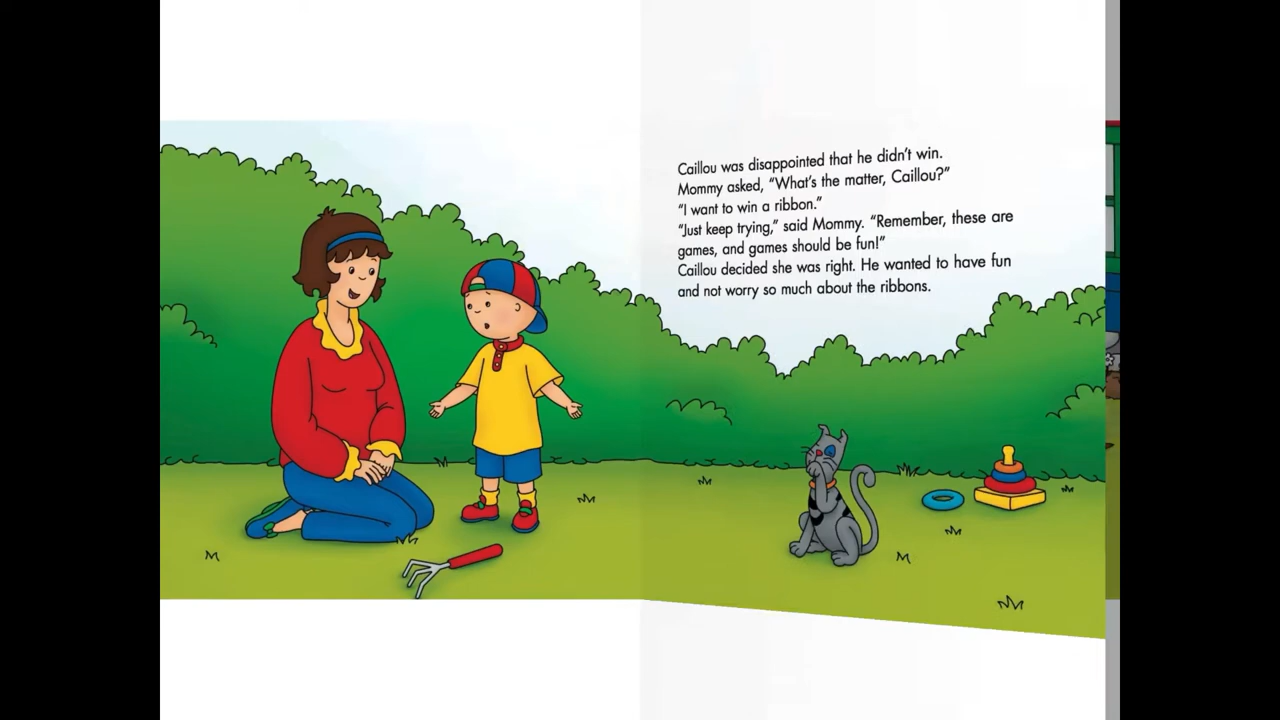 Caillou was disappointed that he didn't win.
Mommy asked, “What's the matter, Caillou?”
“I want to win a ribbon.”
“Just keep trying,” said Mommy. “Remember, these are
games, and games should be fun!”
Caillou decided she was right. He wanted to have fun
and not worry so much about the ribbons.